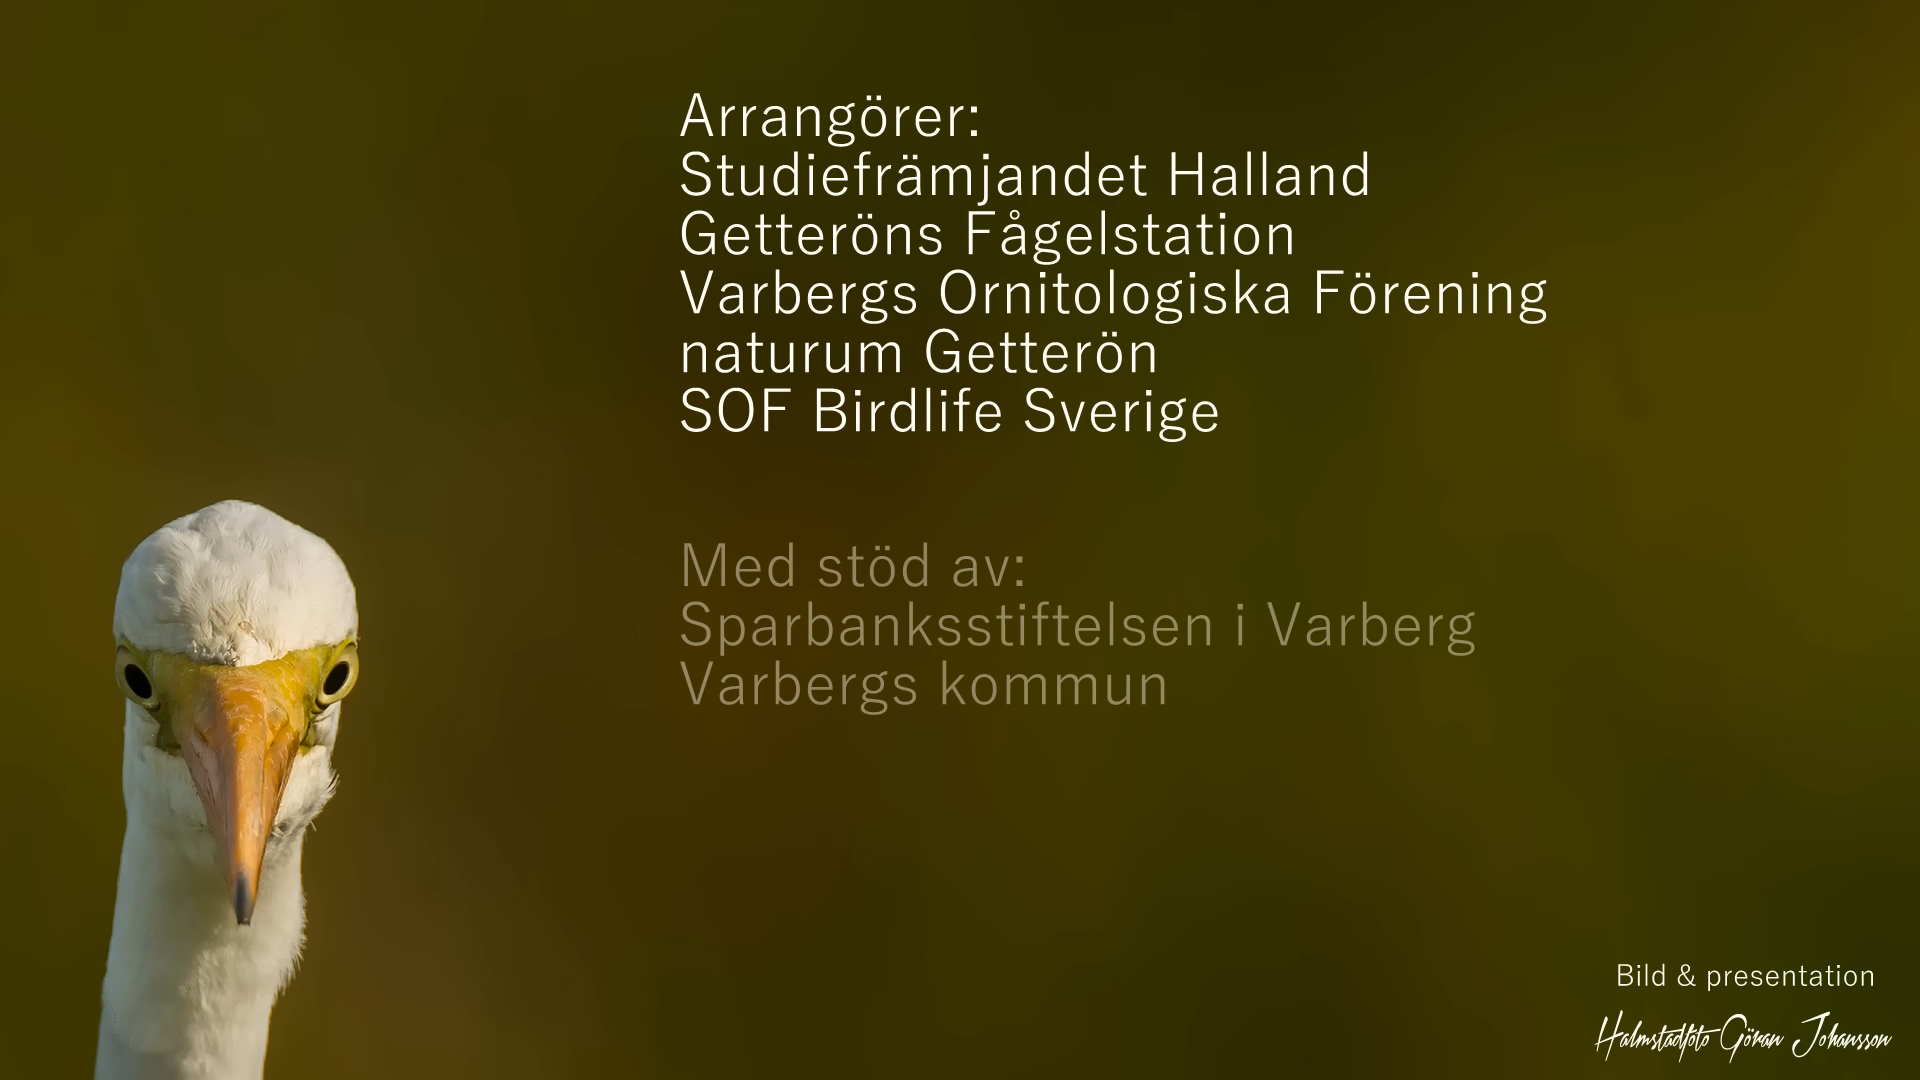 Arrangörer:
Studiefrämjandet Halland
Getteröns Fågelstation
Varbergs Ornitologiska Förening
naturum Getterön
SOF Birdlife Sverige
Med stöd av:
Sparbanksstiftelsen i Varberg
Varbergs kommun
Bild & presentation
Halmstadfoto Göran Johansson